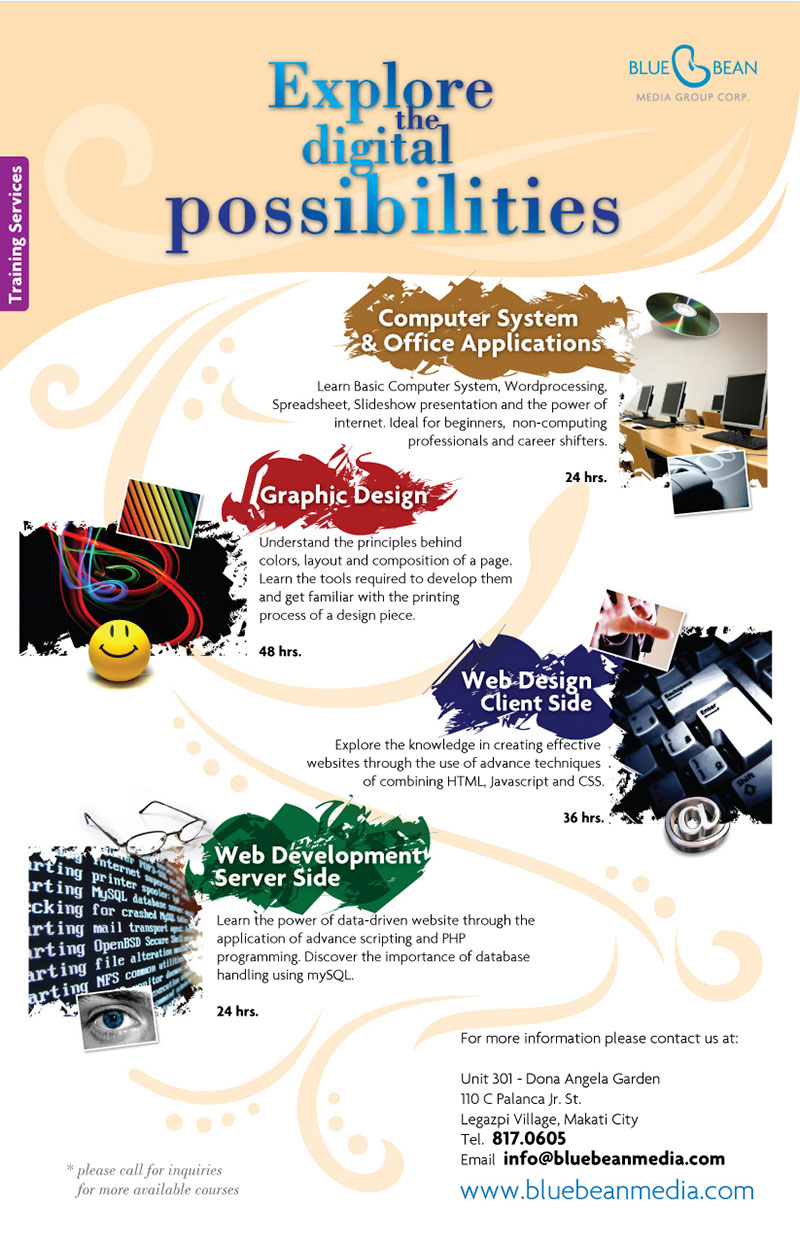 BLUE BEAN
MEDIA GROUP CORP.
Explore
the
digital
possibilities
Training Services
Computer System
& Office Applications
Learn Basic Computer System, Wordprocessing,
Spreadsheet, Slideshow presentation and the power of
internet. Ideal for beginners, non-computing
professionals and career shifters.
24 hrs.
Graphic Design
Understand the principles behind
colors, layout and composition of a page.
Learn the tools required to develop them
and get familiar with the printing
process of a design piece.
48 hrs.
Web Design
Client Side
Backspace
Enter
Shift
@
Explore the knowledge in creating effective
websites through the use of advance techniques
of combining HTML, Javascript and CSS.
36 hrs.
Web Development
Server Side
arting internet superserver
arting printer spooler:
arting MySQL database
cking for crashed MySQL
arting mail transport agent
arting OpenBSD Secure Shell
arting file alteration
arting NFS common utilities
Learn the power of data-driven website through the
application of advance scripting and PHP
programming. Discover the importance of database
handling using mySQL.
24 hrs.
For more information please contact us at:
Unit 301 - Dona Angela Garden
110 C Palanca Jr. St.
Legazpi Village, Makati City
Tel. 817.0605
Email info@bluebeanmedia.com
www.bluebeanmedia.com
* please call for inquiries
for more available courses